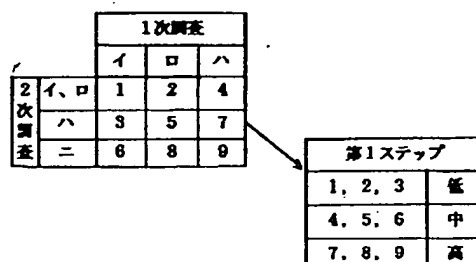 1次調査
イ ロ ハ
2次調査
イ、ロ 1 2 4
ハ 3 5 7
ニ 6 8 9
第1ステップ
1, 2, 3 低
4, 5, 6 中
7, 8, 9 高